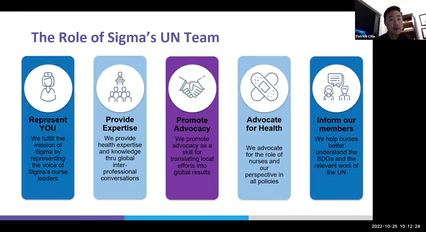 The Role of Sigma's UN Team
Represent
YOU
We fulfill the
mission of
Sigma by
representing
the voice of
Sigma's nurse
leaders
Provide
Expertise
We provide
health expertise
and knowledge
thru global
inter-
professional
conversations
Promote
Advocacy
We promote
advocacy as a
skill for
translating local
efforts into
global results
Advocate
for Health
We advocate
for the role of
nurses and our
perspective in
all policies
Inform our
members
We help nurses
better
understand the
SDGs and the
relevant work of
the UN
2022-10-25 10:12:24